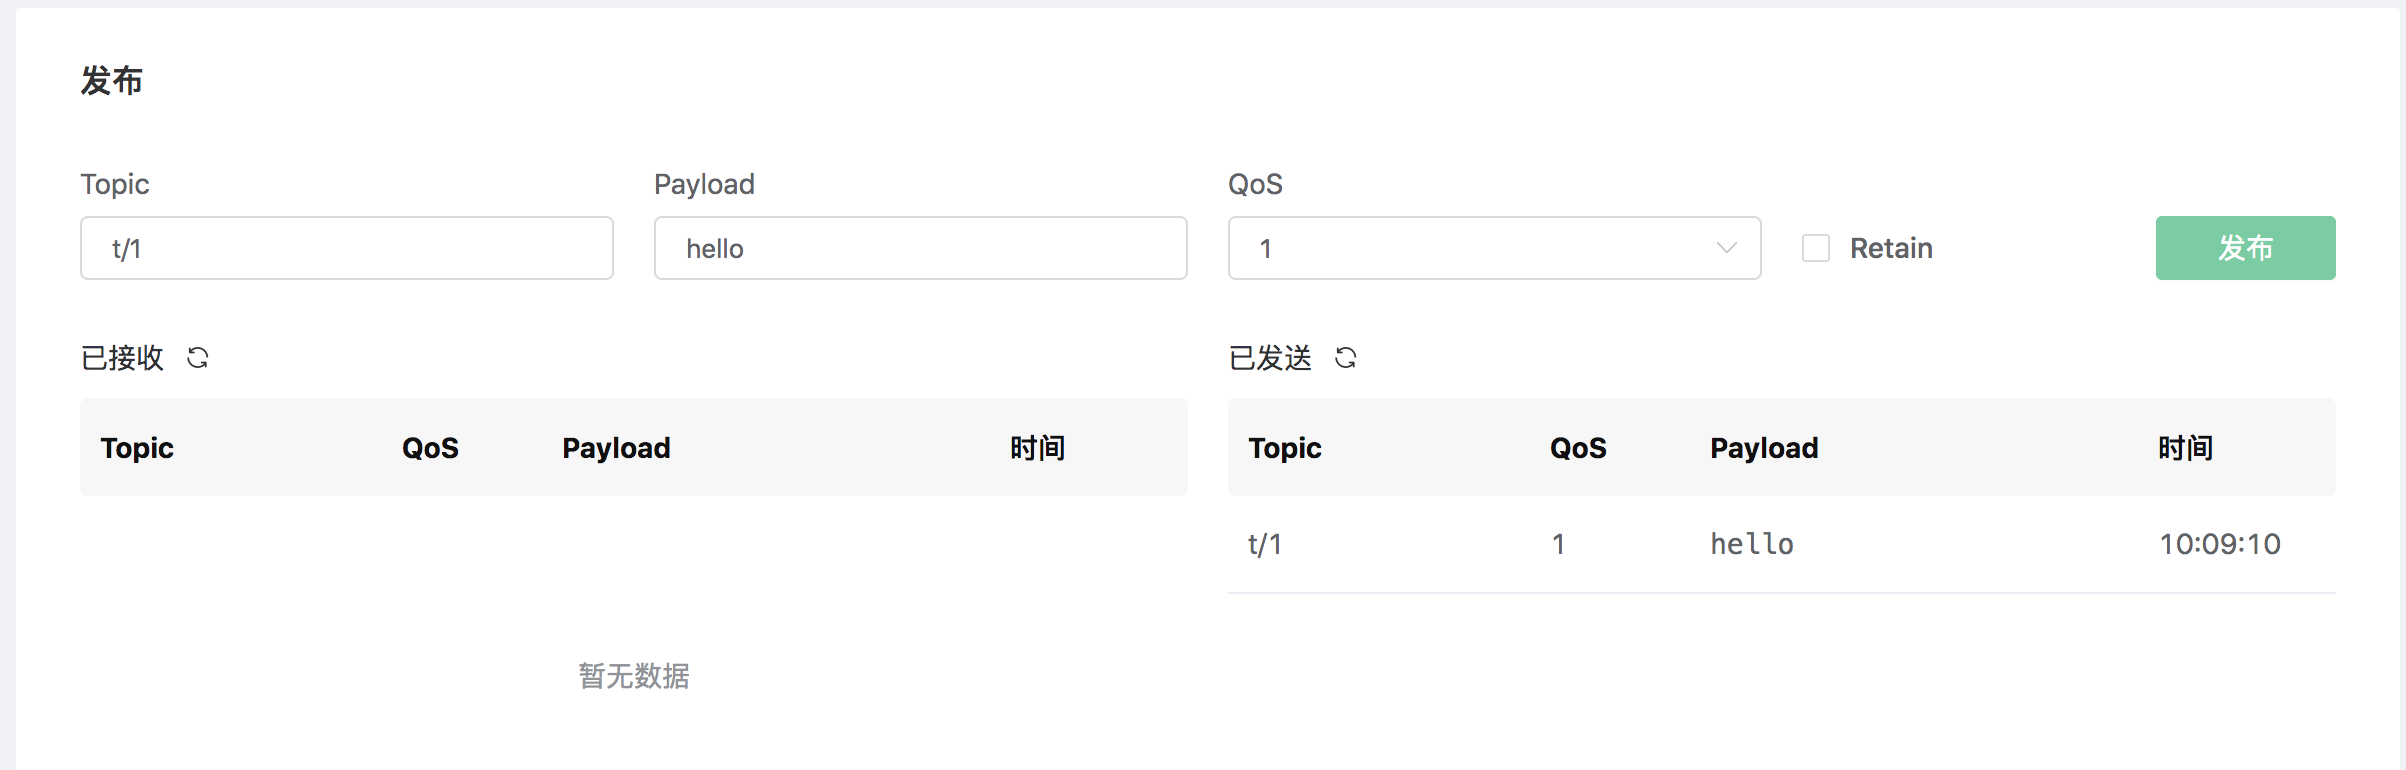 发布
Topic Payload QoS
t/1 hello 1 Retain 发布
已接收 已发送
Topic QoS Payload 时间 Topic QoS Payload 时间
t/1 1 hello 10:09:10
暂无数据